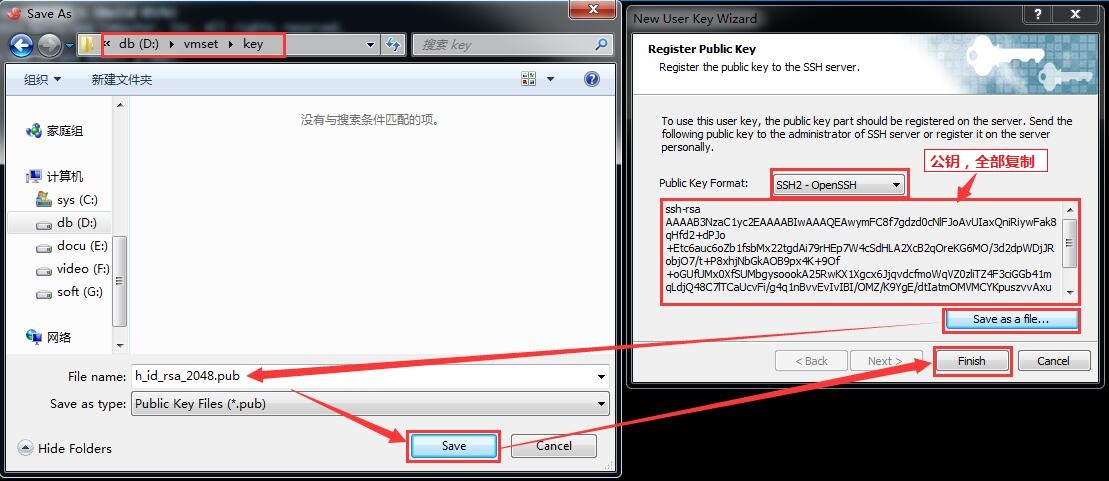 Save As
« db (D:) ▸ vmset ▸ key
搜索 key
组织
新建文件夹
没有与搜索条件匹配的项。
家庭组
计算机
sys (C:)
db (D:)
docu (E:)
video (F:)
soft (G:)
网络
File name: h_id_rsa_2048.pub
Save as type: Public Key Files (*.pub)
Hide Folders
Save
Cancel
New User Key Wizard
Register Public Key
Register the public key to the SSH server.
To use this user key, the public key part should be registered on the server. Send the
following public key to the administrator of SSH server or register it on the server
personally.
公钥，全部复制
Public Key Format: SSH2 - OpenSSH
ssh-rsa
AAAAB3NzaC1yc2EAAAABIwAAAQEAwymFC8f7gdzd0cNlFJoAvUIaxQniRiywFak8
qHfd2+dPJo
+Etc6auc6oZb1fsbMx22tgdAi79rHEp7W4cSdHLA2XcB2qOreKG6MO/3d2dpWDjJR
objO7/t+P8xhjNbGkAOB9px4K+9Of
+oGUfUMx0XfSUMbgysoookA25RwKX1Xgcx6JjqvdcfmoWqVZ0zliTZ4F3ciGGb41m
qLdjQ48C7lTCaUcvFi/g4q1nBvvEvIvIBI/OMZ/K9YgE/dtIatmOMVMCYKpuszvvAxu
Save as a file...
< Back
Next >
Finish
Cancel